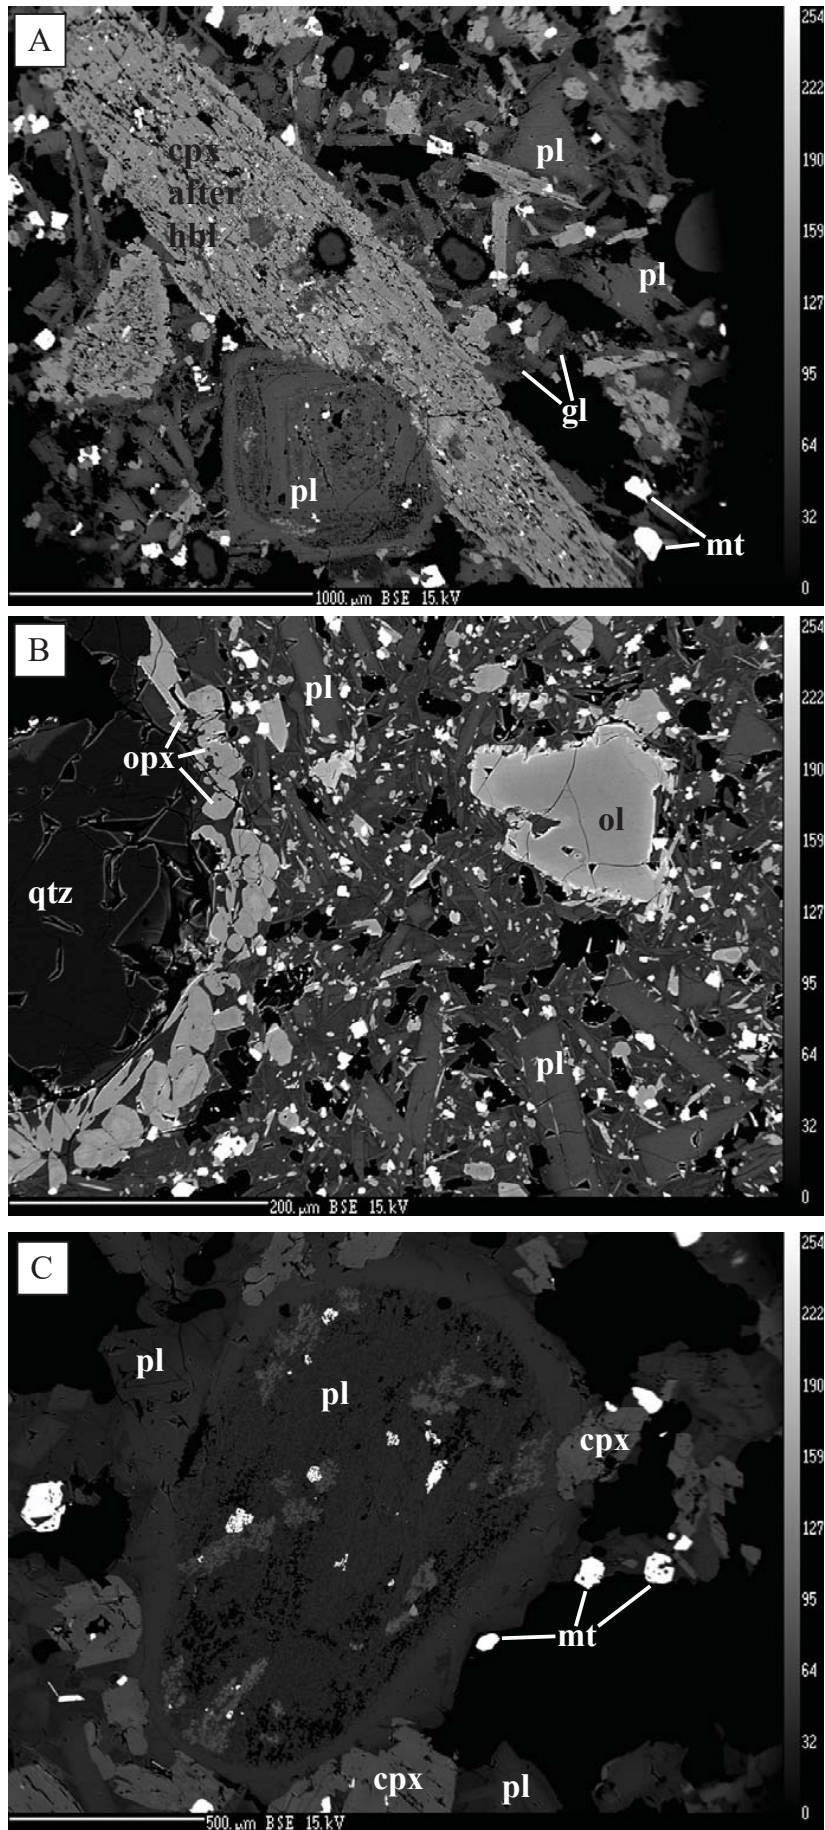 A
254
222
190
159
127
95
64
32
0
cpx
after
hbl
pl
pl
gl
pl
mt
1000. µm BSE 15.kV
B
254
222
190
159
127
95
64
32
0
pl
opx
ol
qtz
pl
200. µm BSE 15.kV
C
254
222
190
159
127
95
64
32
0
pl
pl
cpx
mt
cpx
pl
500. µm BSE 15.kV